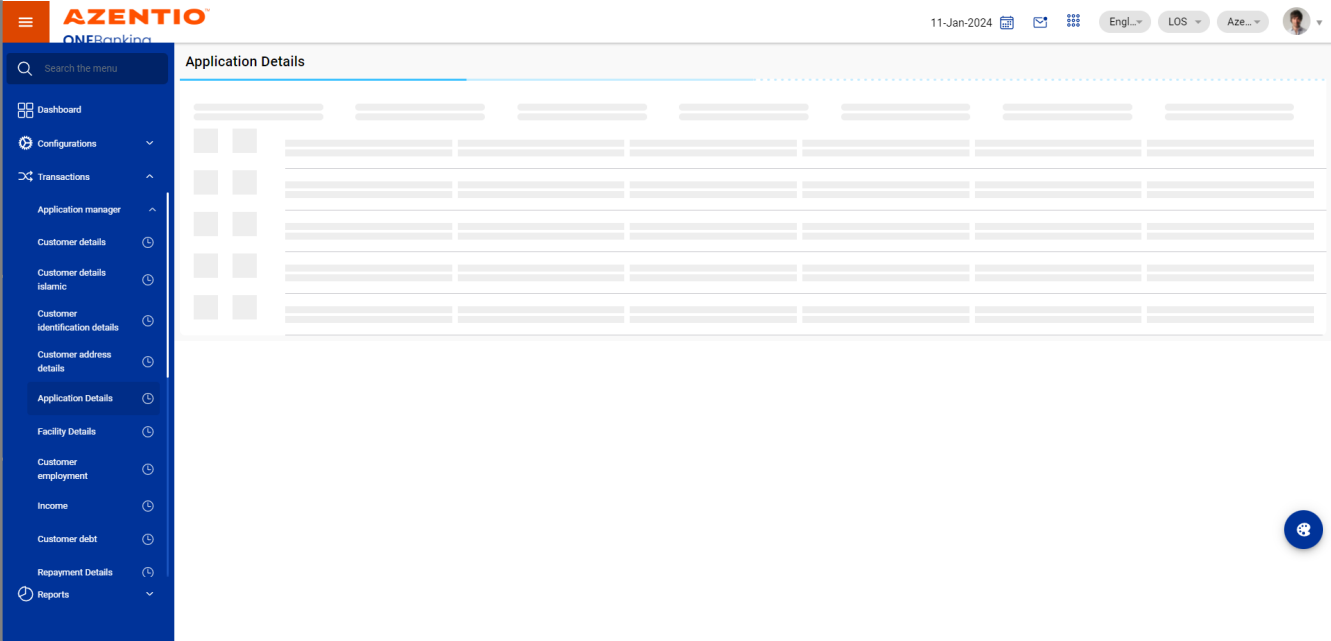 AZENTIO™
ONEBanking
11-Jan-2024
Engl...
LOS
Aze...
Search the menu
Application Details
Dashboard
Configurations
Transactions
Application manager
Customer details
Customer details
islamic
Customer
identification details
Customer address
details
Application Details
Facility Details
Customer
employment
Income
Customer debt
Repayment Details
Reports